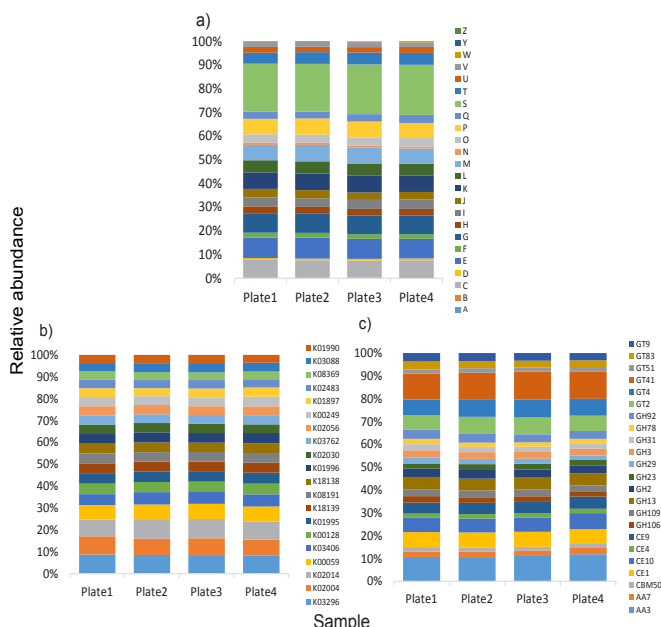 a)
100%
90%
80%
70%
60%
50%
40%
30%
20%
10%
0%
Plate1 Plate2 Plate3 Plate4
Z
Y
W
V
U
T
S
Q
P
O
N
M
L
K
J
I
H
G
F
E
D
C
B
A
Relative abundance
b)
100%
90%
80%
70%
60%
50%
40%
30%
20%
10%
0%
Plate1 Plate2 Plate3 Plate4
K01990
K03088
K08369
K02483
K01897
K00249
K02056
K03762
K02030
K01996
K18138
K08191
K18139
K01995
K00128
K03406
K00059
K02014
K02004
K03296
c)
100%
90%
80%
70%
60%
50%
40%
30%
20%
10%
0%
Plate1 Plate2 Plate3 Plate4
GT9
GT83
GT51
GT41
GT4
GT2
GH92
GH78
GH31
GH3
GH29
GH23
GH2
GH13
GH109
GH106
CE9
CE4
CE10
CE1
CBM50
AA7
AA3
Sample